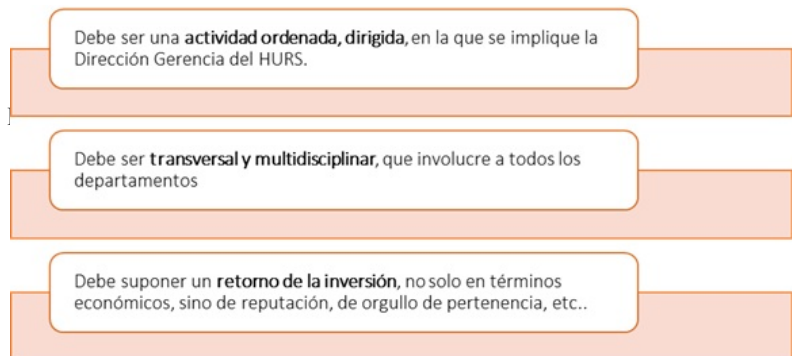 Debe ser una actividad ordenada, dirigida, en la que se implique la
Dirección Gerencia del HURS.
Debe ser transversal y multidisciplinar, que involucre a todos los
departamentos
Debe suponer un retorno de la inversión, no solo en términos
económicos, sino de reputación, de orgullo de pertenencia, etc..